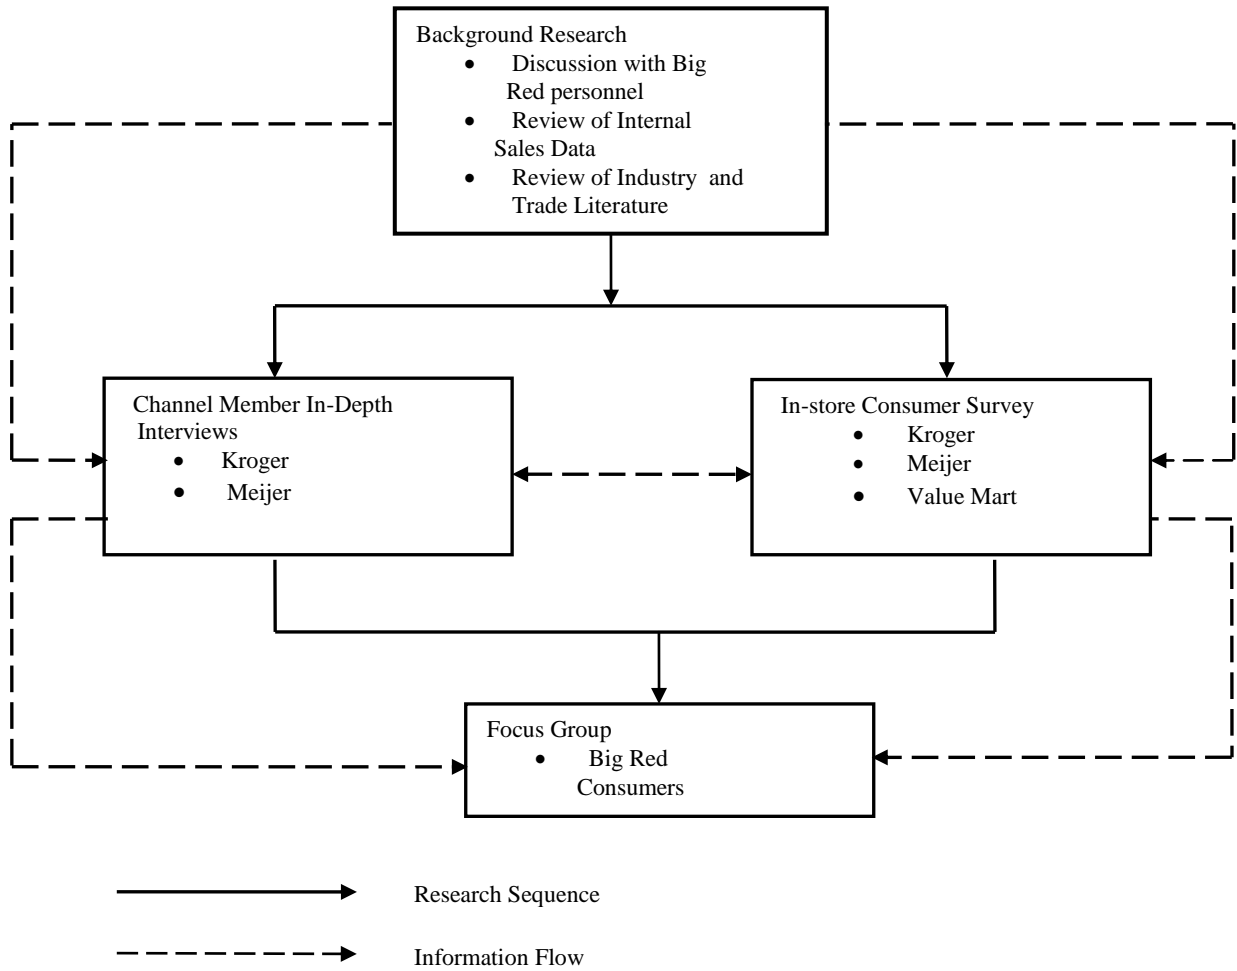 Background Research
• Discussion with Big
Red personnel
• Review of Internal
Sales Data
• Review of Industry and
Trade Literature
Channel Member In-Depth
Interviews
• Kroger
• Meijer
In-store Consumer Survey
• Kroger
• Meijer
• Value Mart
Focus Group
• Big Red
Consumers
Research Sequence
Information Flow